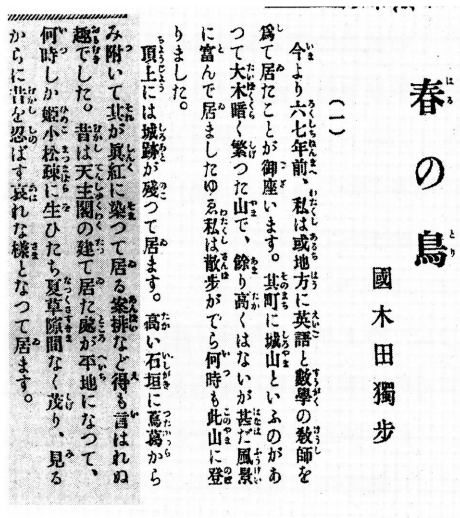 春の鳥
國木田獨步
(一)
今より六七年前、私は或地方に英語と數學の教師を
爲て居たことが御座います。其町に城山といふのがあ
つて大木暗く繁つた山で、餘り高くはないが甚だ風景
に富んで居ましたゆゑ私は散歩がでら何時も此山に登
りました。
頂上には城跡が殘つて居ます。高い石垣に蔦葛から
み附いて其が眞紅に染つて居る案排など得も言はれぬ
趣でした。昔は天主閣の建て居た處が平地になつて、
何時しか姫小松疎に生ひたち夏草隙間なく茂り、見る
からに昔を忍ばす哀れな樣となつて居ます。